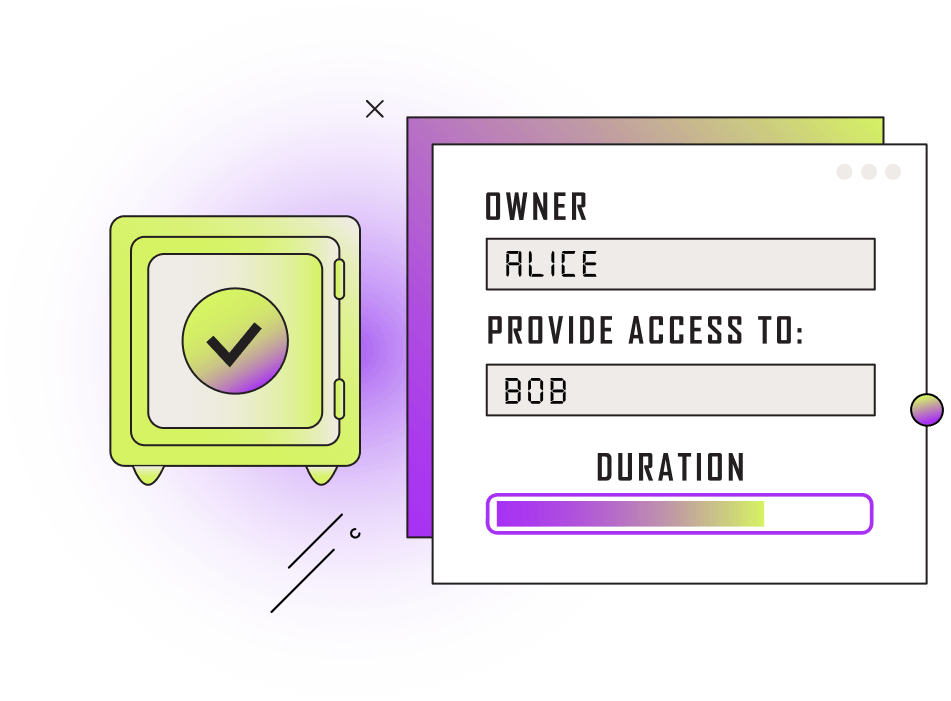 OWNER
ALICE
PROVIDE ACCESS TO:
BOB
DURATION